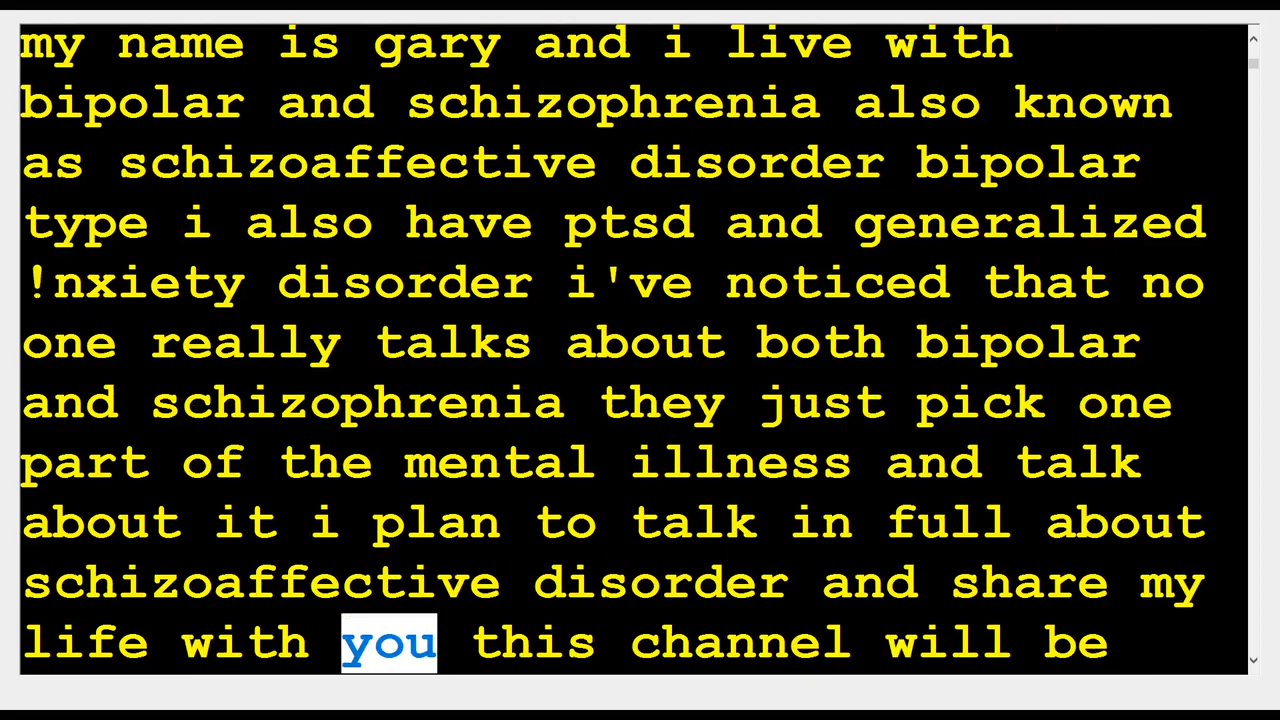 my name is gary and i live with
bipolar and schizophrenia also known
as schizoaffective disorder bipolar
type i also have ptsd and generalized
!nxiety disorder i've noticed that no
one really talks about both bipolar
and schizophrenia they just pick one
part of the mental illness and talk
about it i plan to talk in full about
schizoaffective disorder and share my
life with you this channel will be